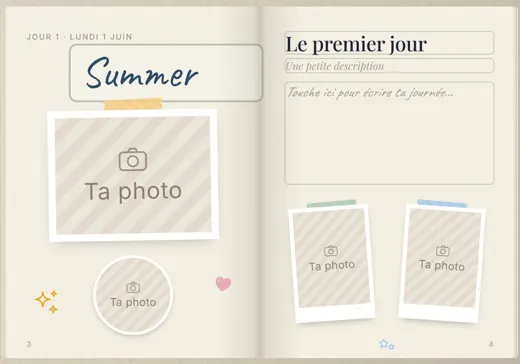 JOUR 1 · LUNDI 1 JUIN
Summer
Ta photo
Ta photo
3
Le premier jour
Une petite description
Touche ici pour écrire ta journée...
Ta photo
Ta photo
4